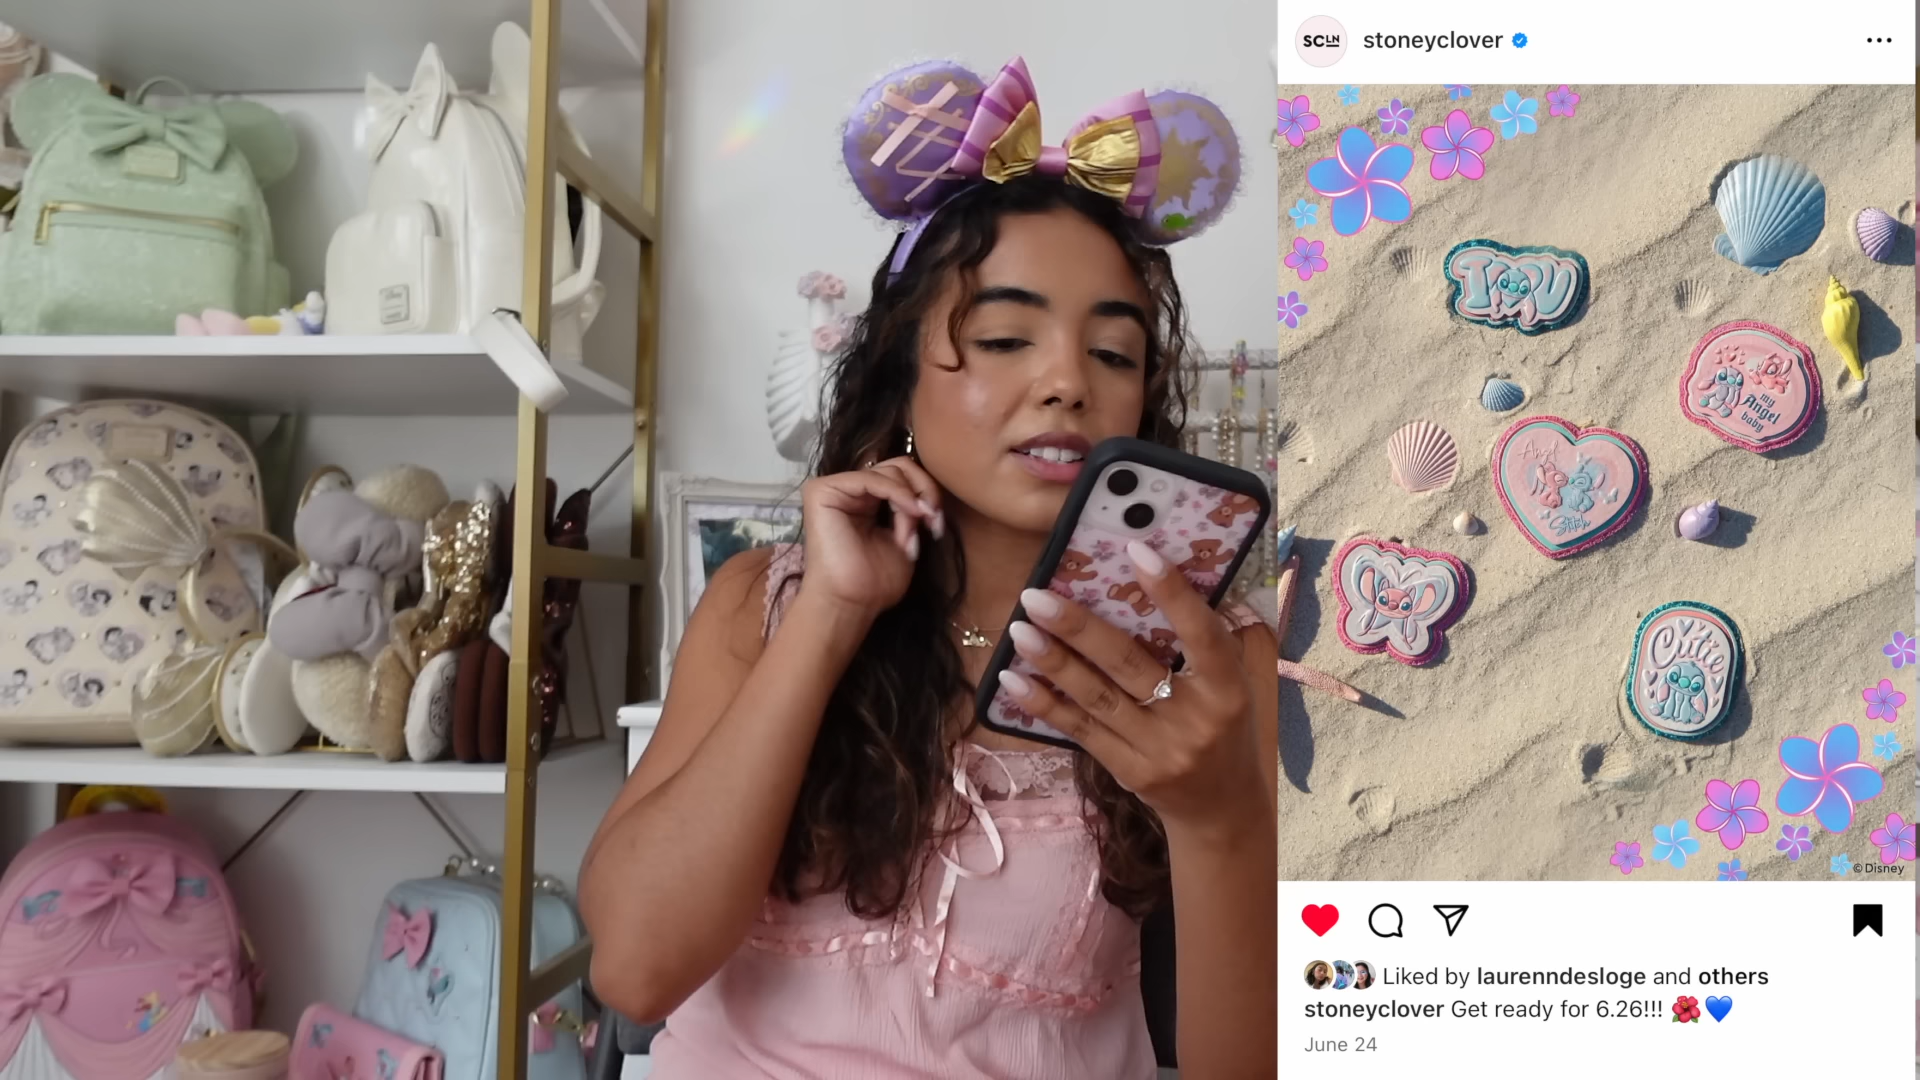 SCLN
stoneyclover
I
U
my
Angel
baby
Angel
Stitch
Cutie
©Disney
Liked by laurenndesloge and others
stoneyclover Get ready for 6.26!!! 🌺💙
June 24